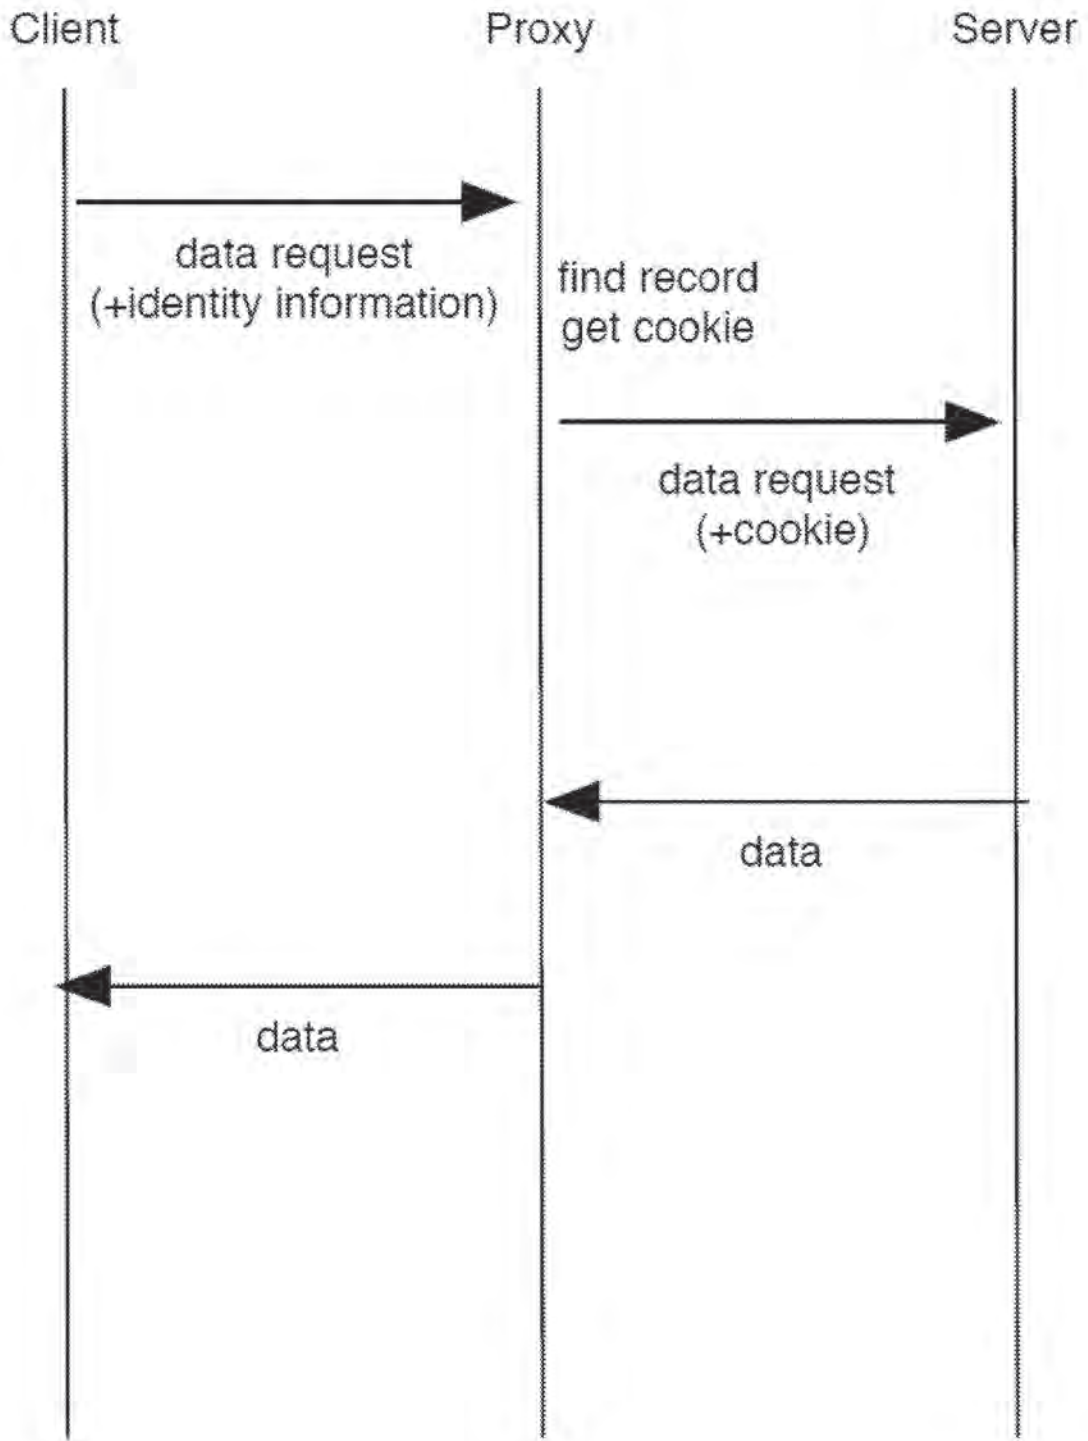 Client Proxy Server
data request
(+identity information)
find record
get cookie
data request
(+cookie)
data
data